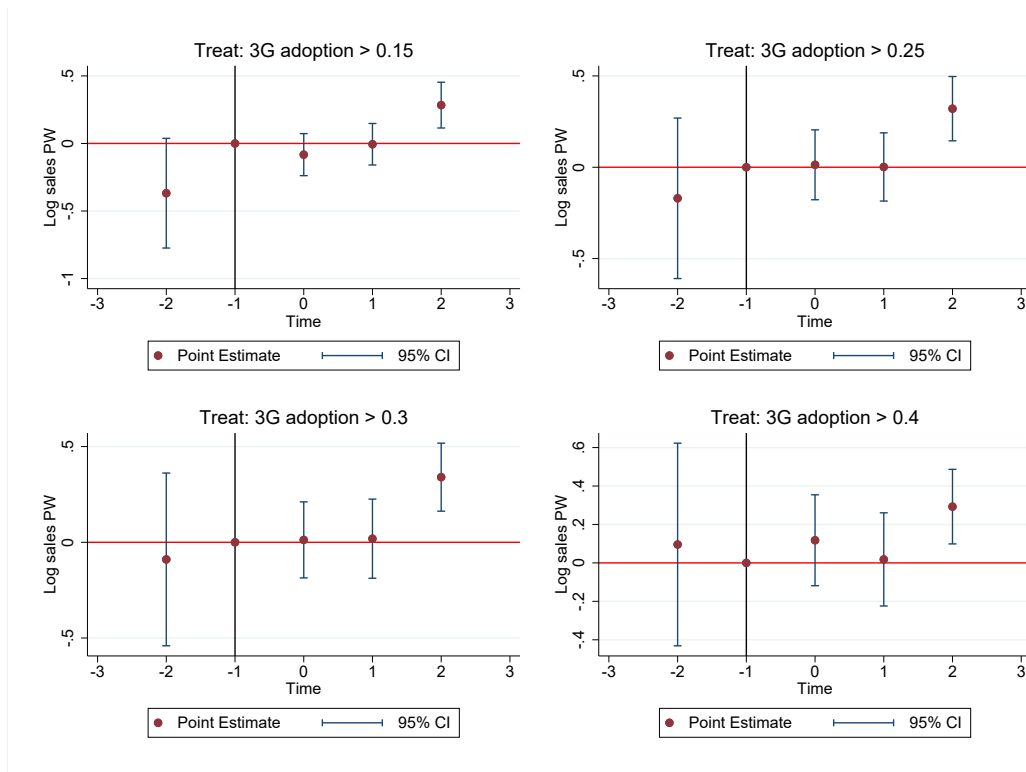 Treat: 3G adoption > 0.15
Log sales PW
.5
0
-.5
-1
-3 -2 -1 0 1 2 3
Time
Point Estimate 95% CI
Treat: 3G adoption > 0.25
Log sales PW
.5
0
-.5
-3 -2 -1 0 1 2 3
Time
Point Estimate 95% CI
Treat: 3G adoption > 0.3
Log sales PW
.5
0
-.5
-3 -2 -1 0 1 2 3
Time
Point Estimate 95% CI
Treat: 3G adoption > 0.4
Log sales PW
.6
.4
.2
0
-.2
-.4
-3 -2 -1 0 1 2 3
Time
Point Estimate 95% CI